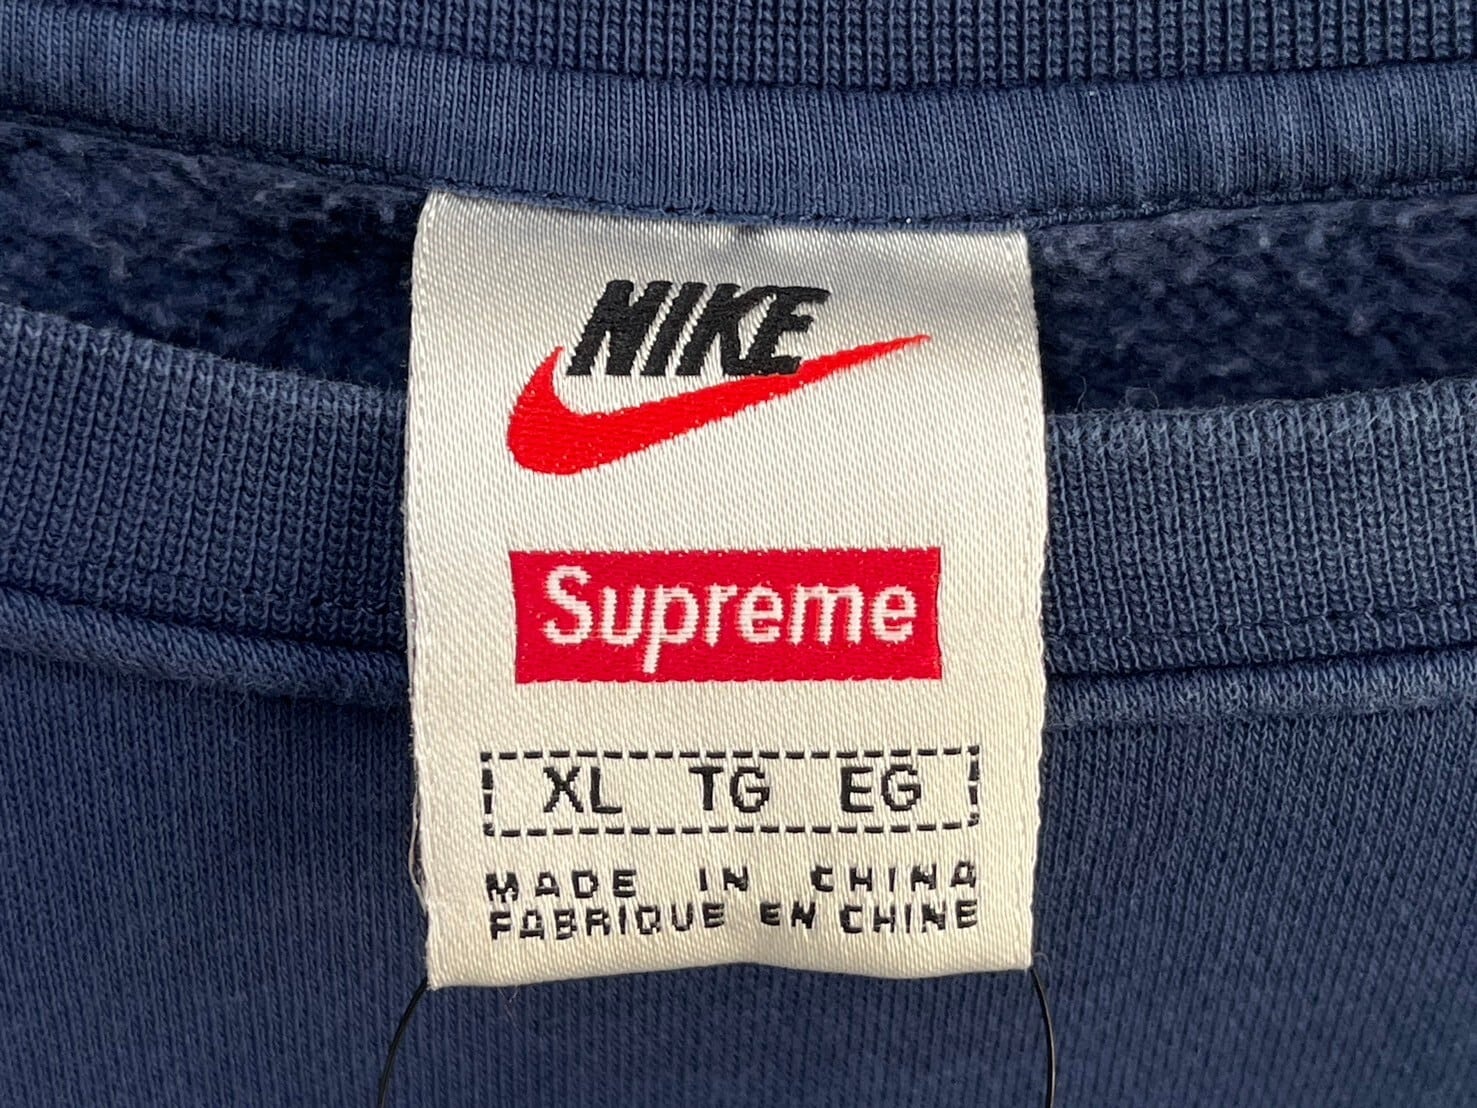 NIKE
Supreme
XL TG EG
MADE IN CHINA
FABRIQUE EN CHINE